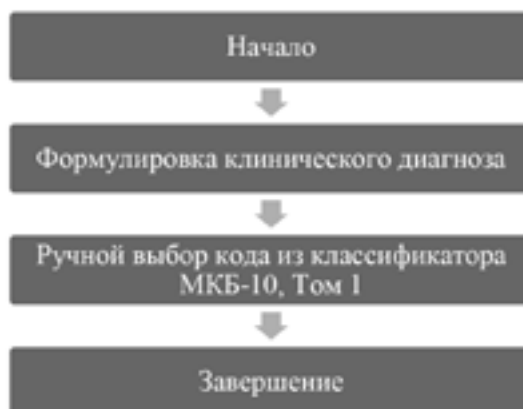 Начало
Формулировка клинического диагноза
Ручной выбор кода из классификатора
МКБ-10, Том 1
Завершение